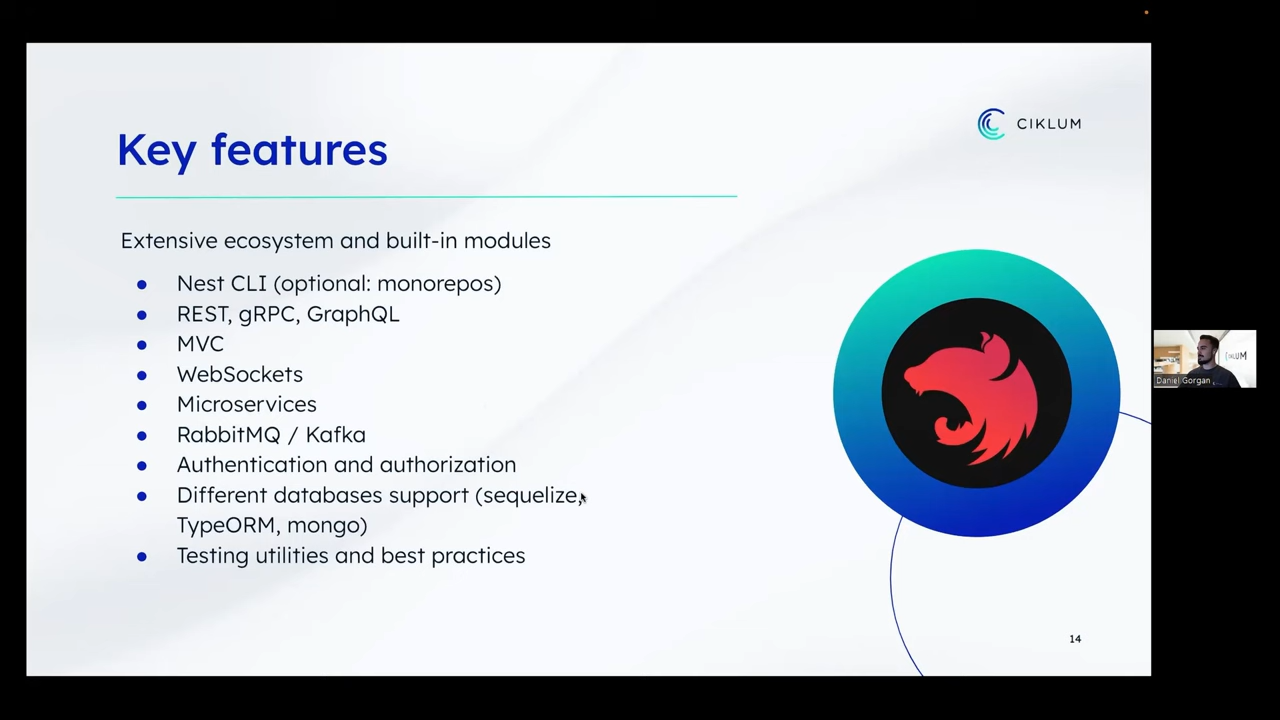 CIKLUM
Key features
Extensive ecosystem and built-in modules
● Nest CLI (optional: monorepos)
● REST, gRPC, GraphQL
● MVC
● WebSockets
● Microservices
● RabbitMQ / Kafka
● Authentication and authorization
● Different databases support (sequelize,
TypeORM, mongo)
● Testing utilities and best practices
14
Daniel Gorgan